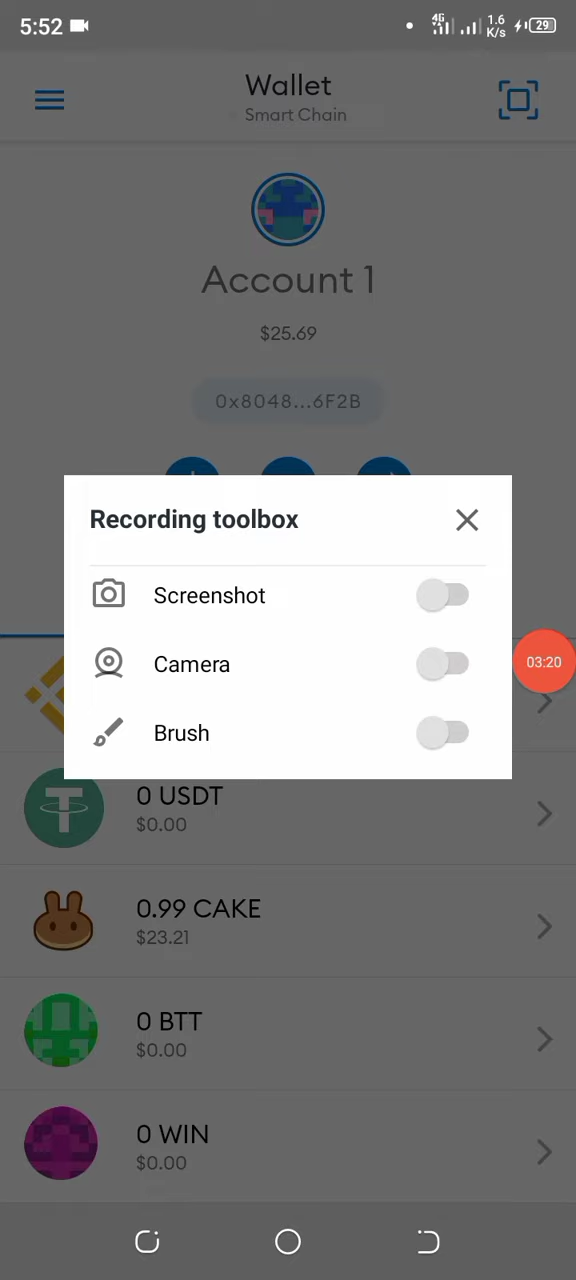 5:52
4G
1.6
K/s
29
Wallet
Smart Chain
Account 1
$25.69
0x8048...6F2B
Recording toolbox
Screenshot
Camera
03:20
Brush
0 USDT
$0.00
0.99 CAKE
$23.21
0 BTT
$0.00
0 WIN
$0.00